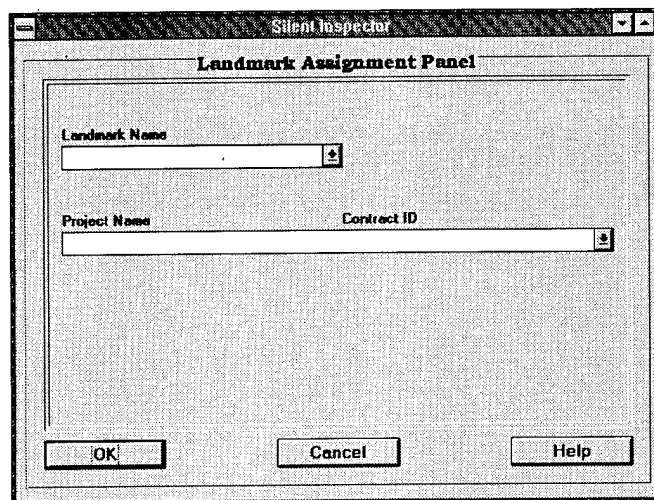 Silent Inspector
Landmark Assignment Panel
Landmark Name
Project Name Contract ID
OK Cancel Help